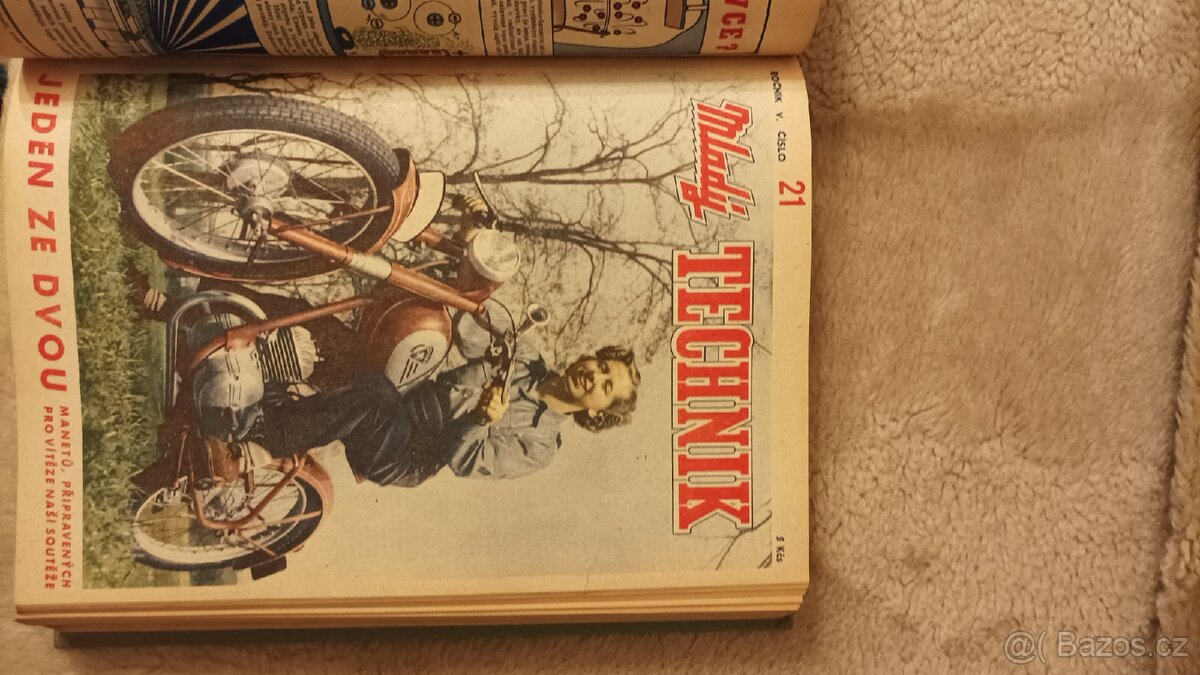 VCE?
ROČNÍK V. ČÍSLO 21
Mladý
TECHNIK
5 Kčs
JEDEN ZE DVOU
MANETŮ, PŘIPRAVENÝCH
PRO VÍTĚZE NAŠÍ SOUTĚŽE
@( Bazos.cz